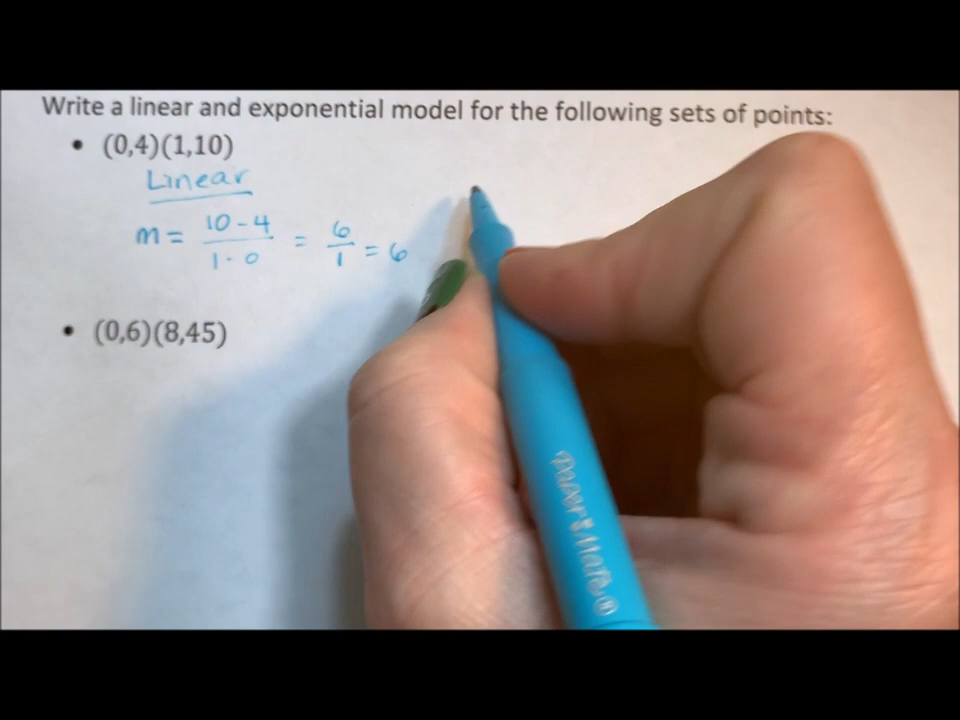 Write a linear and exponential model for the following sets of points:
• (0,4)(1,10)
Linear
m = 10-4 / 1-0 = 6/1 = 6
• (0,6)(8,45)
PAPER MATE®